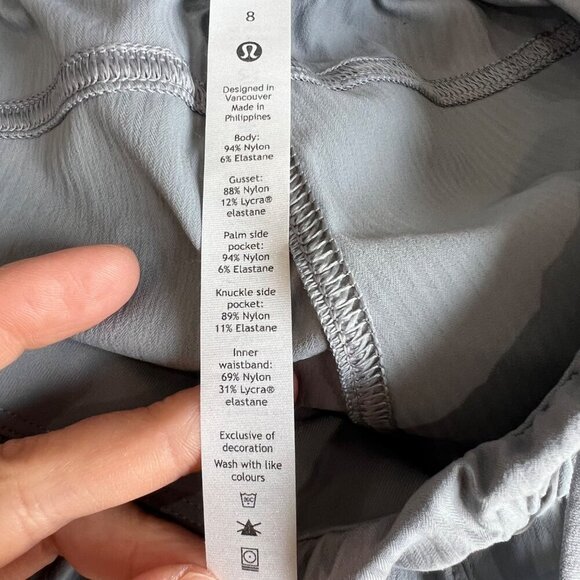 8
Designed in
Vancouver
Made in
Philippines
Body:
94% Nylon
6% Elastane
Gusset:
88% Nylon
12% Lycra®
elastane
Palm side
pocket:
94% Nylon
6% Elastane
Knuckle side
pocket:
89% Nylon
11% Elastane
Inner
waistband:
69% Nylon
31% Lycra®
elastane
Exclusive of
decoration
Wash with like
colours